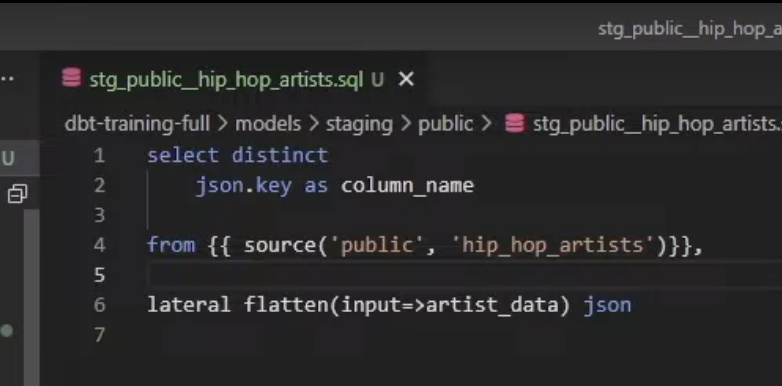 stg_public__hip_hop_a
stg_public__hip_hop_artists.sql U ×
dbt-training-full > models > staging > public > stg_public__hip_hop_artists.
U
1 select distinct
2 json.key as column_name
3
4 from {{ source('public', 'hip_hop_artists')}},
5
6 lateral flatten(input=>artist_data) json
7